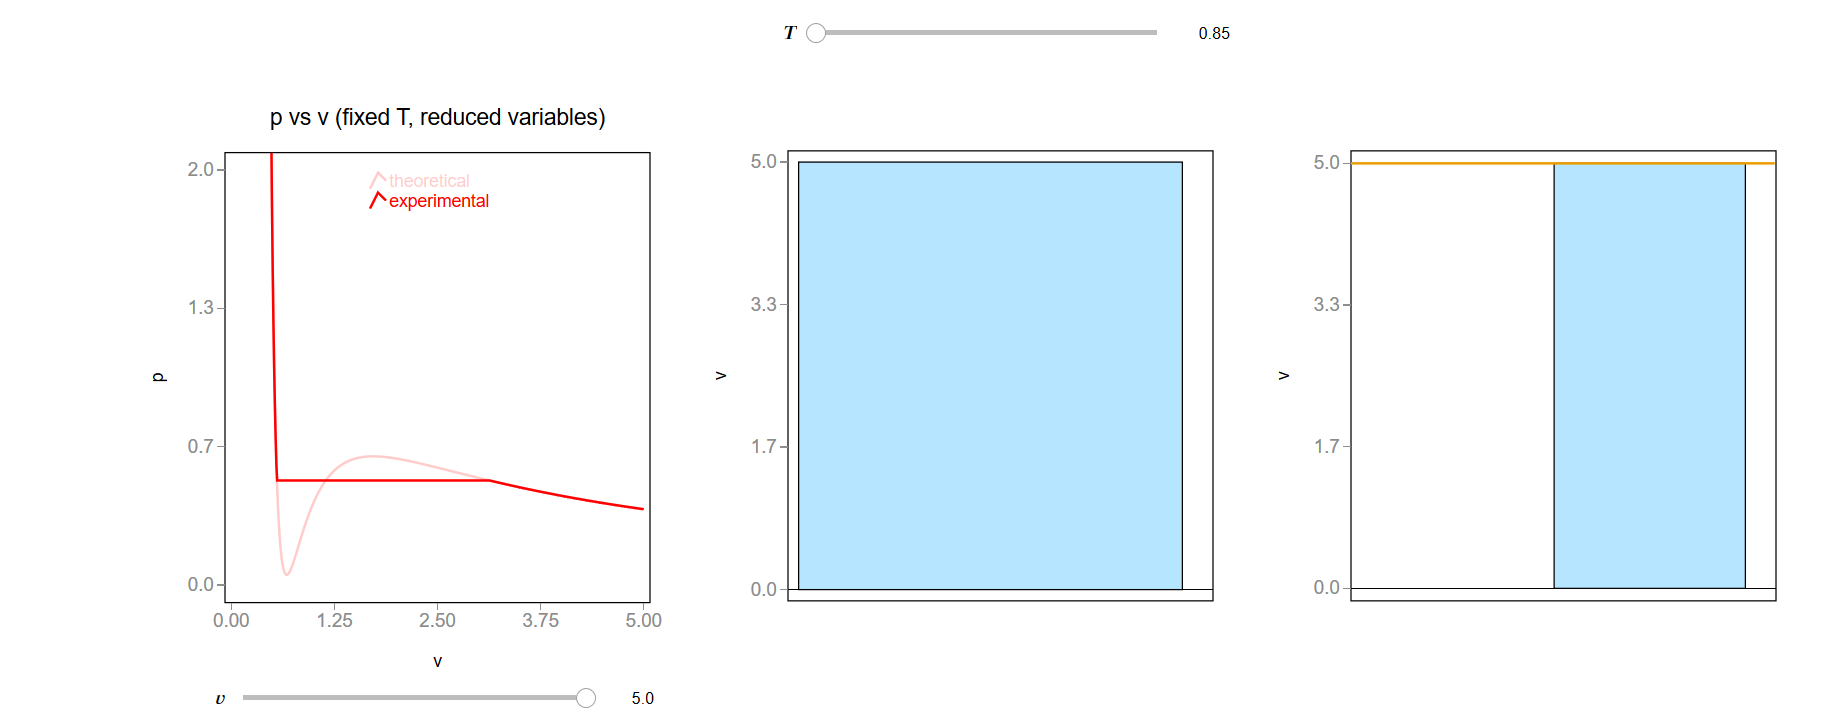 T 0.85
p vs v (fixed T, reduced variables)
theoretical
experimental
2.0
1.3
0.7
0.0
p
0.00 1.25 2.50 3.75 5.00
v
v 5.0
5.0
3.3
1.7
0.0
v
5.0
3.3
1.7
0.0
v